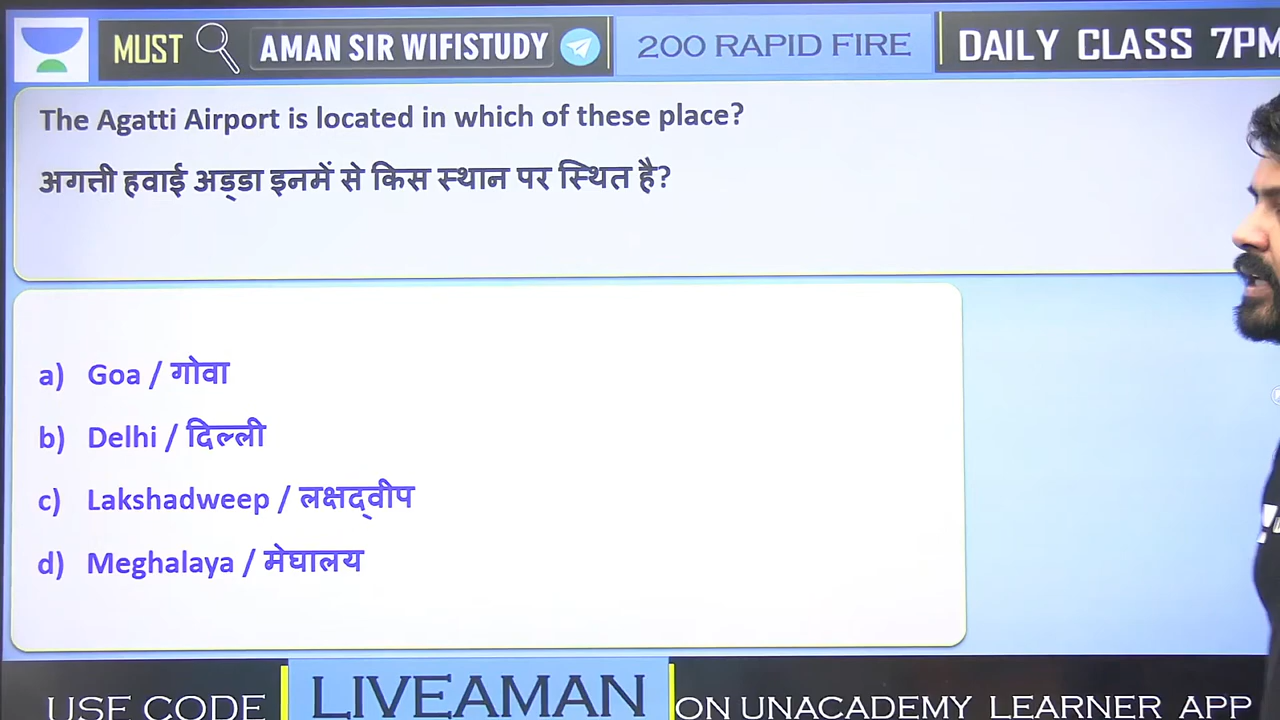 MUST AMAN SIR WIFISTUDY 200 RAPID FIRE DAILY CLASS 7PM
The Agatti Airport is located in which of these place?
अगत्ती हवाई अड्डा इनमें से किस स्थान पर स्थित है?
a) Goa / गोवा
b) Delhi / दिल्ली
c) Lakshadweep / लक्षद्वीप
d) Meghalaya / मेघालय
USE CODE LIVEAMAN ON UNACADEMY LEARNER APP